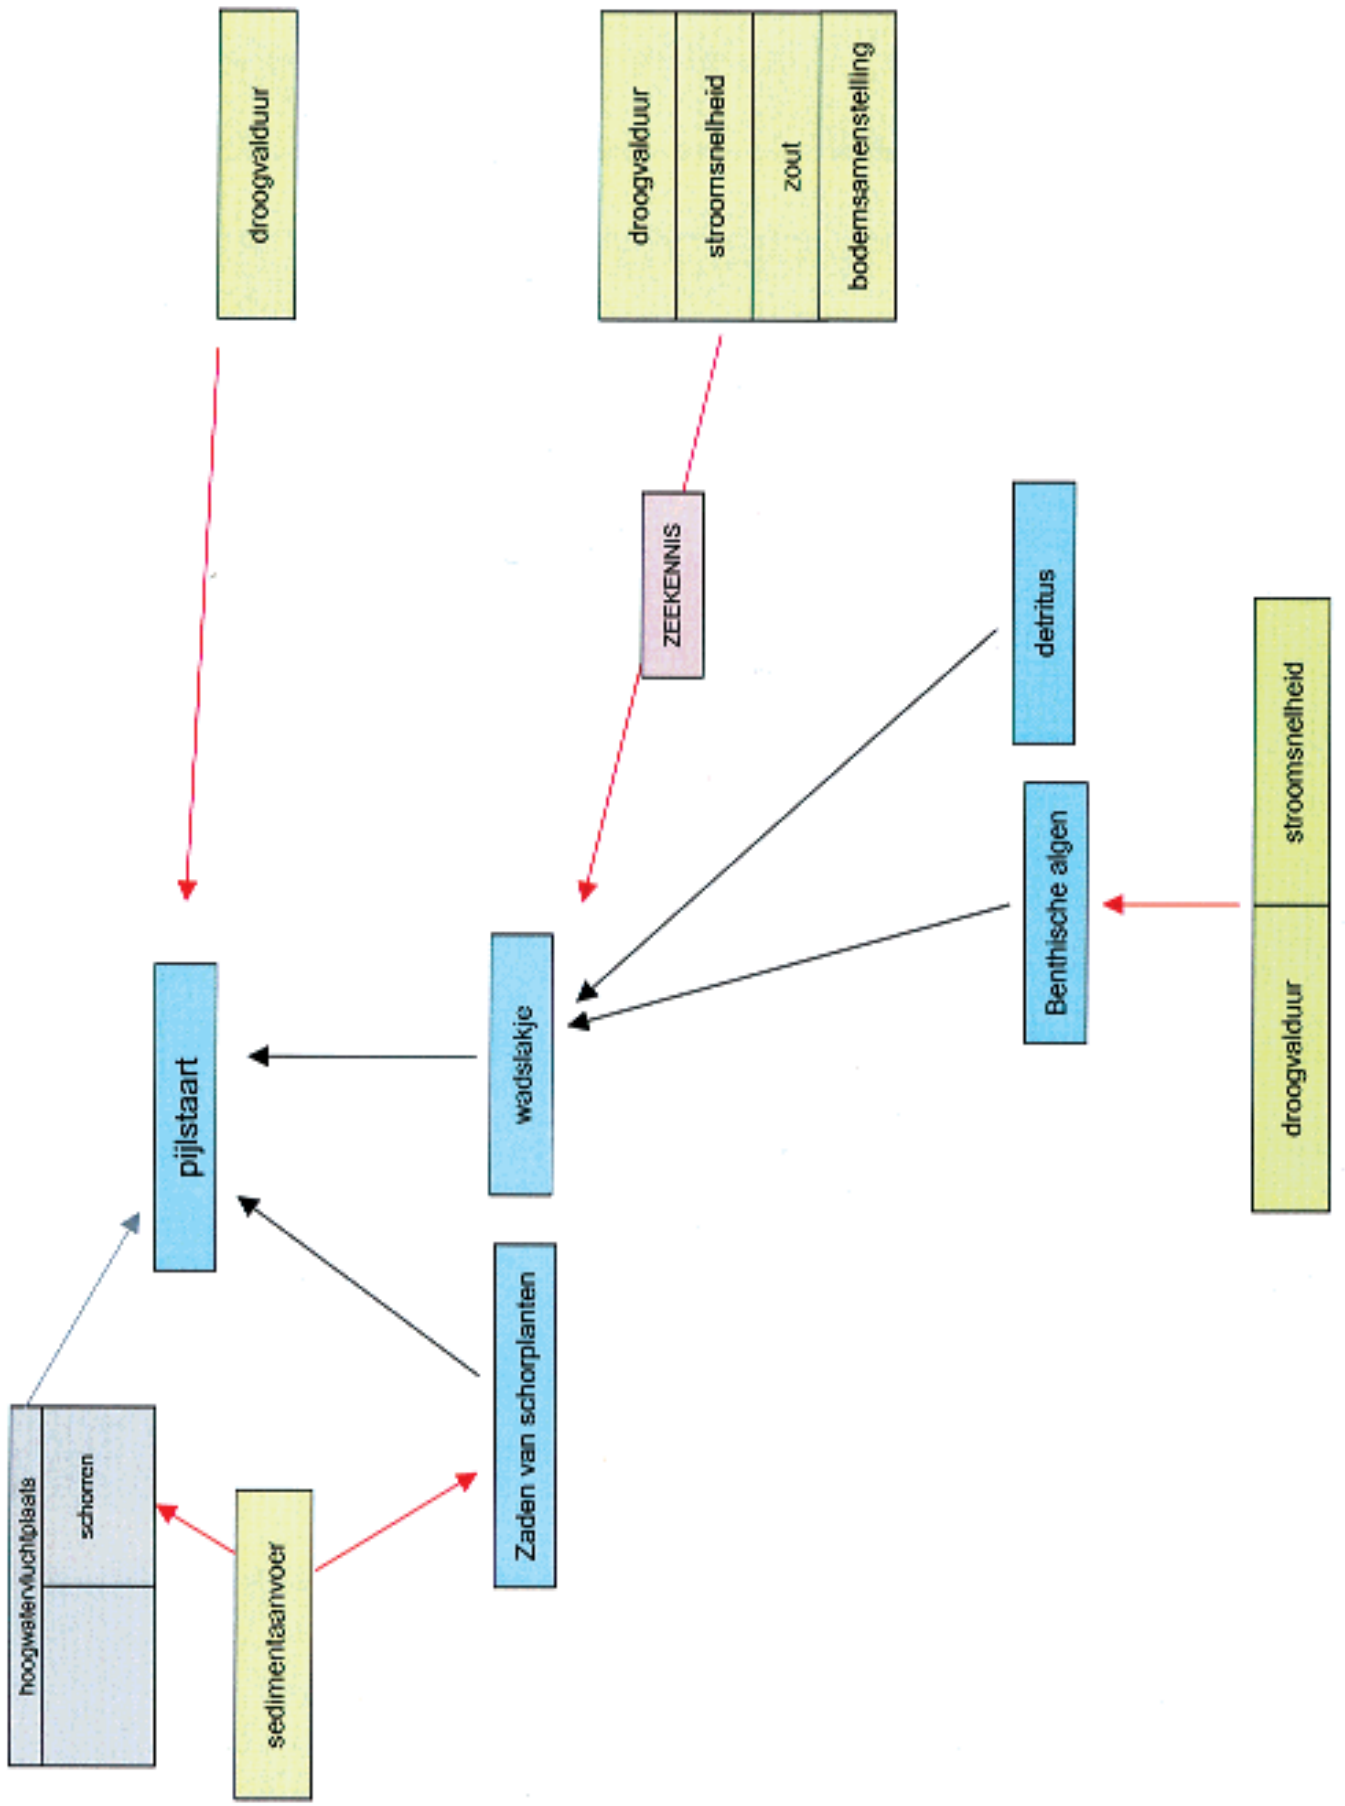 hoogwatervluchtplaats
schorren
sedimentaanvoer
pijlstaart
droogvalduur
Zaden van schorplanten
wadslakje
ZEEKENNIS
droogvalduur
stroomsnelheid
zout
bodemsamenstelling
Benthische algen
detritus
droogvalduur
stroomsnelheid